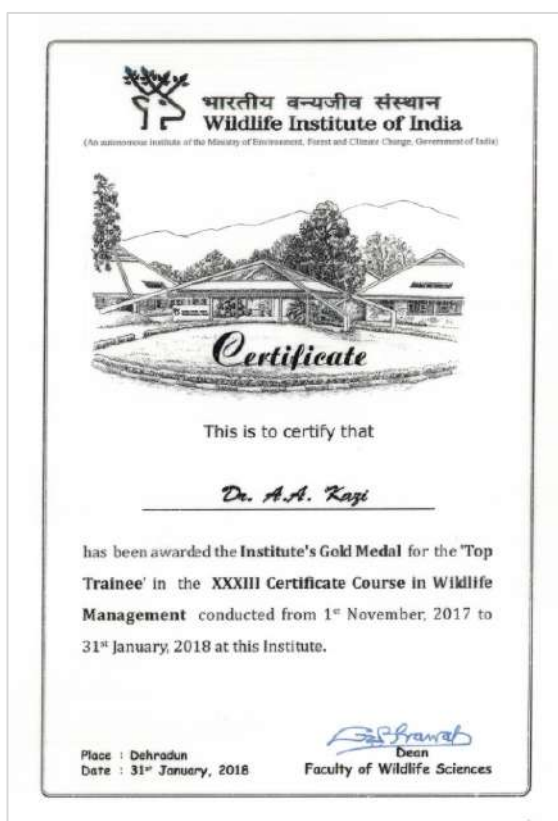 भारतीय वन्यजीव संस्थान
Wildlife Institute of India
(An autonomous institute of the Ministry of Environment, Forest and Climate Change, Government of India)
Certificate
This is to certify that
Dr. A.A. Kazi
has been awarded the Institute's Gold Medal for the 'Top
Trainee' in the XXXIII Certificate Course in Wildlife
Management conducted from 1st November, 2017 to
31st January, 2018 at this Institute.
Place : Dehradun
Date : 31st January, 2018
Dean
Faculty of Wildlife Sciences